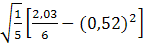 √(1/5 [2,03/6 − (0,52)²])